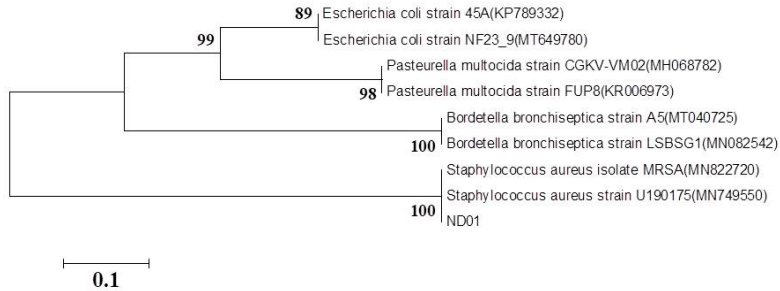 89 Escherichia coli strain 45A(KP789332)
99 Escherichia coli strain NF23_9(MT649780)
Pasteurella multocida strain CGKV-VM02(MH068782)
98 Pasteurella multocida strain FUP8(KR006973)
Bordetella bronchiseptica strain A5(MT040725)
100 Bordetella bronchiseptica strain LSBSG1(MN082542)
Staphylococcus aureus isolate MRSA(MN822720)
Staphylococcus aureus strain U190175(MN749550)
100 ND01
0.1